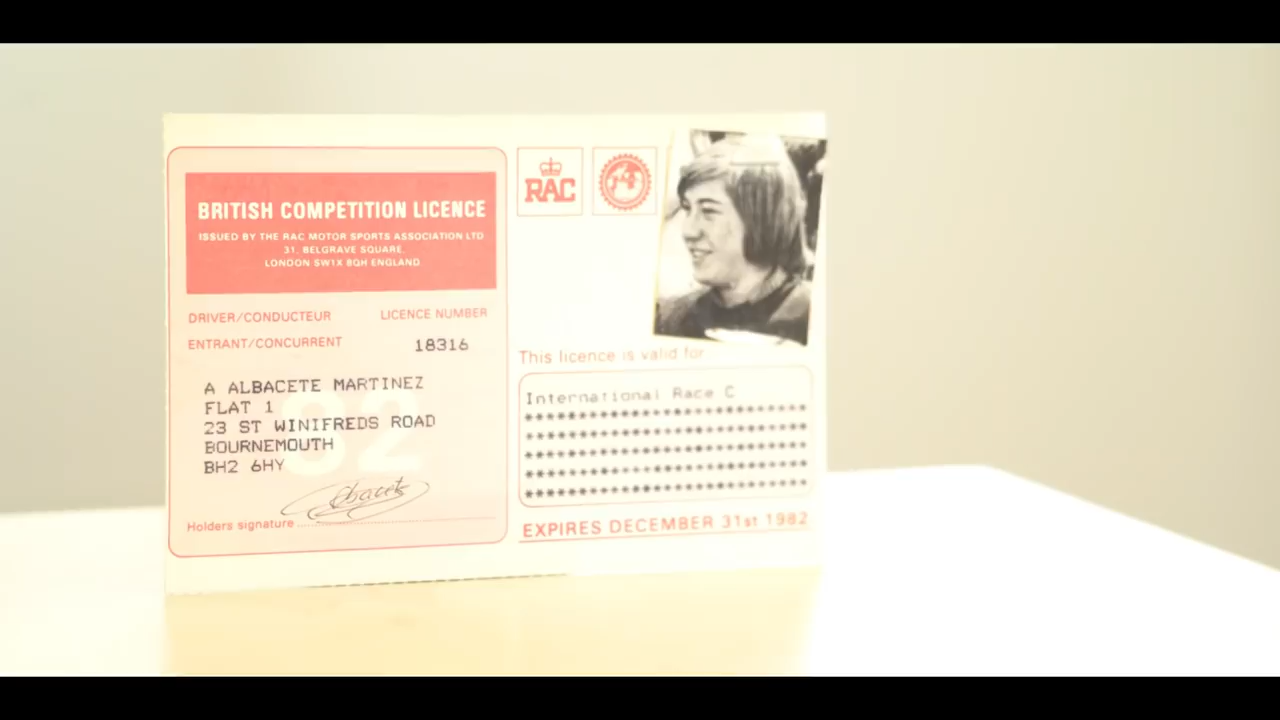 BRITISH COMPETITION LICENCE
ISSUED BY THE RAC MOTOR SPORTS ASSOCIATION LTD
31, BELGRAVE SQUARE,
LONDON SW1X 8QH ENGLAND
DRIVER/CONDUCTEUR
LICENCE NUMBER
ENTRANT/CONCURRENT
18316
A ALBACETE MARTINEZ
FLAT 1
23 ST WINIFREDS ROAD
BOURNEMOUTH
BH2 6HY
82
Albacete
Holders signature
RAC
This licence is valid for
International Race C
************************
************************
************************
************************
************************
EXPIRES DECEMBER 31st 1982